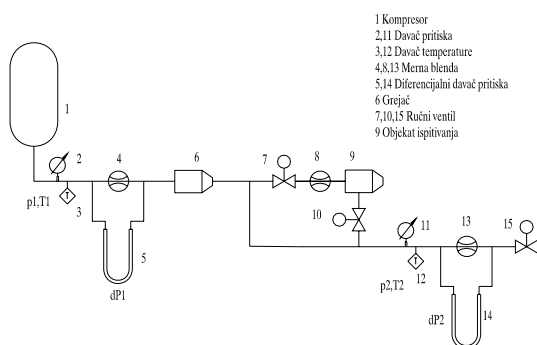 1 Kompresor
2,11 Davač pritiska
3,12 Davač temperature
4,8,13 Merna blenda
5,14 Diferencijalni davač pritiska
6 Grejač
7,10,15 Ručni ventil
9 Objekat ispitivanja
1
2
4
6
7
8
9
p1,T1
T
3
5
dP1
10
11
13
15
T
12
p2,T2
dP2
14